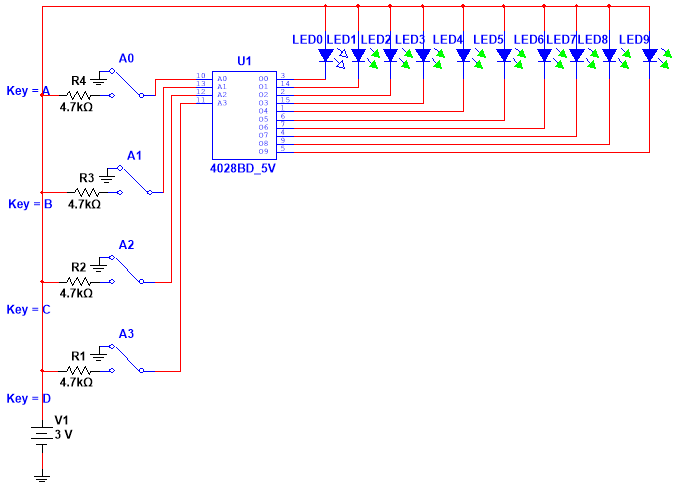 LED0 LED1 LED2 LED3 LED4 LED5 LED6 LED7 LED8 LED9
A0
U1
R4
Key = A
4.7kΩ
10 A0 O0 3
13 A1 O1 14
12 A2 O2 2
11 A3 O3 15
O4 1
O5 6
O6 7
O7 4
O8 9
O9 5
4028BD_5V
A1
R3
Key = B
4.7kΩ
A2
R2
4.7kΩ
Key = C
A3
R1
4.7kΩ
Key = D
V1
3 V